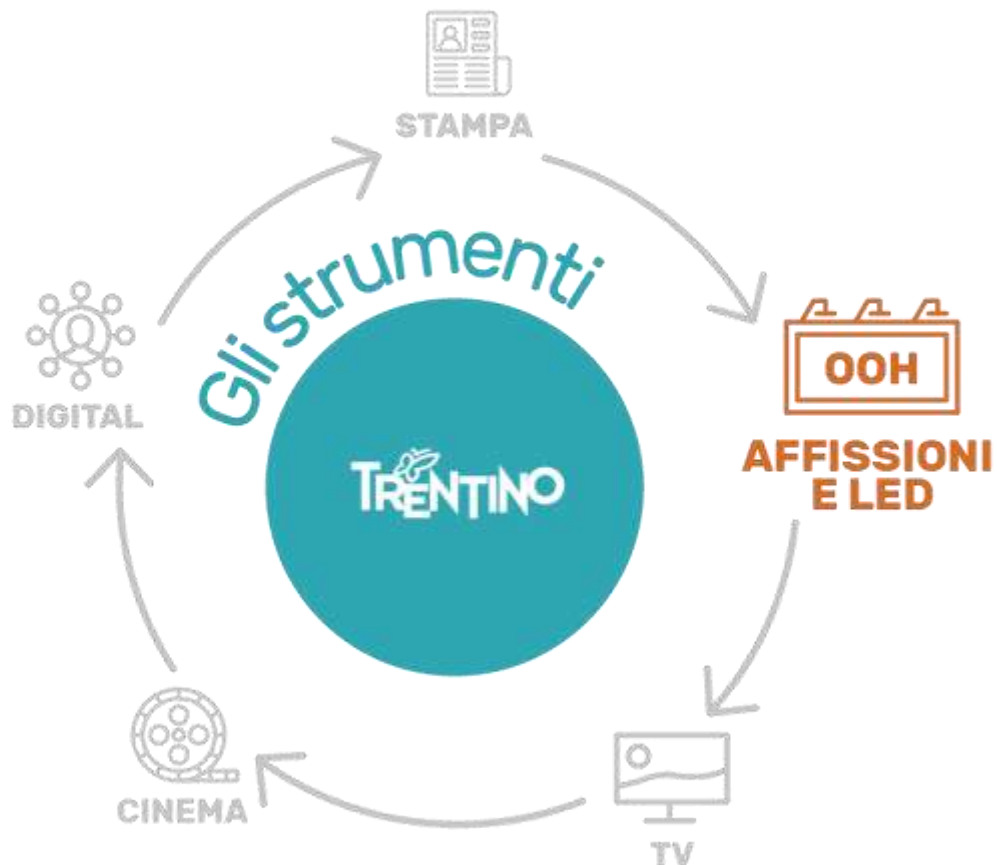 STAMPA
Gli strumenti
OOH
AFFISSIONI
E LED
DIGITAL
TRENTINO
CINEMA
TV